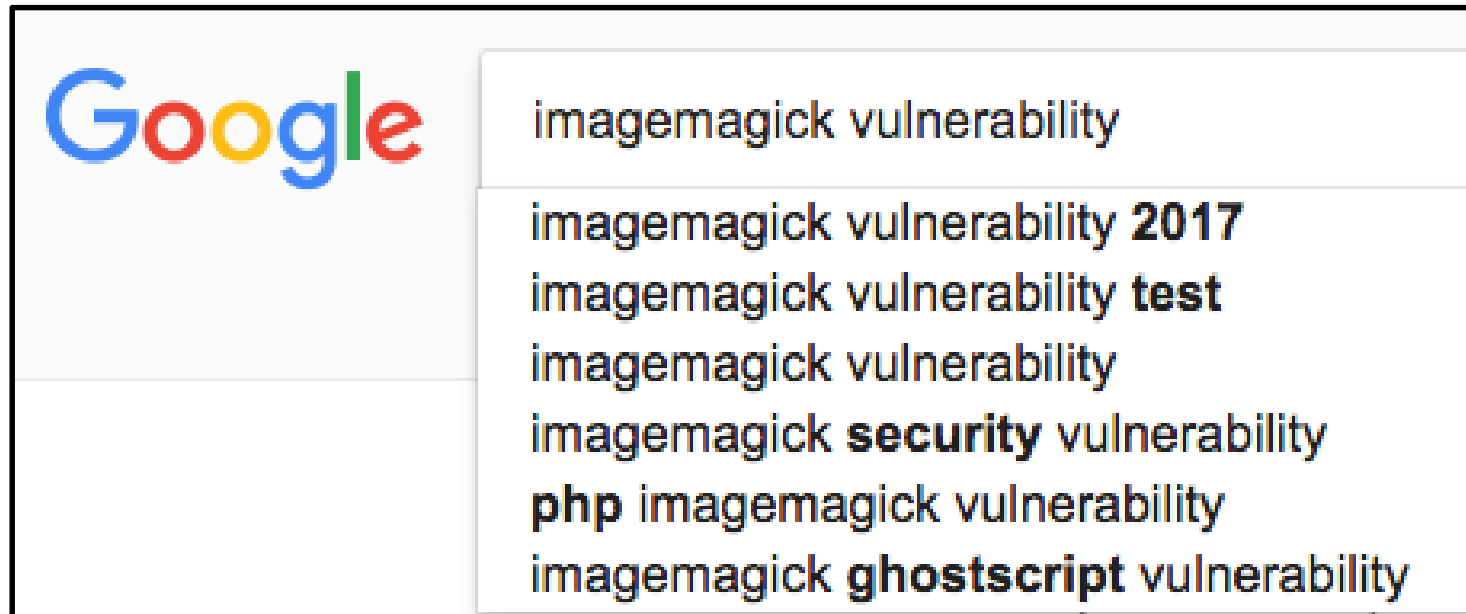 Google
imagemagick vulnerability
imagemagick vulnerability 2017
imagemagick vulnerability test
imagemagick vulnerability
imagemagick security vulnerability
php imagemagick vulnerability
imagemagick ghostscript vulnerability